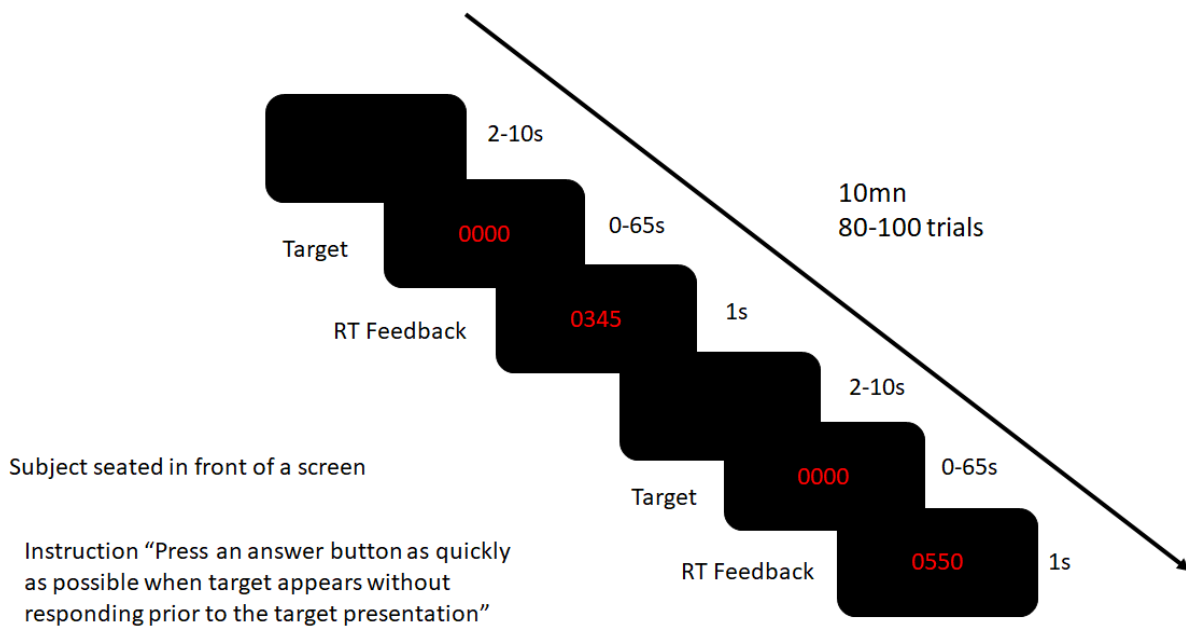 2-10s
10mn
80-100 trials
0000
0-65s
Target
0345
1s
RT Feedback
2-10s
Subject seated in front of a screen
0000
0-65s
Target
Instruction “Press an answer button as quickly
as possible when target appears without
responding prior to the target presentation”
0550
1s
RT Feedback